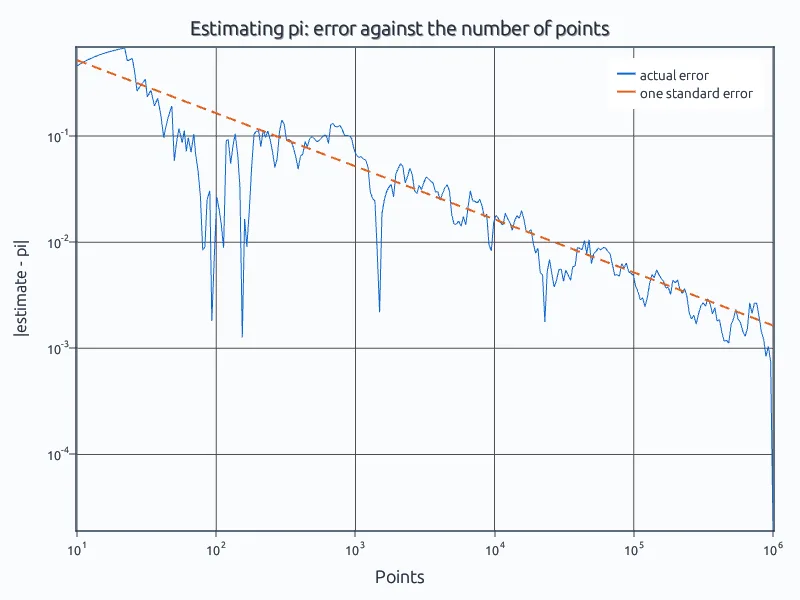 Estimating pi: error against the number of points
actual error
one standard error
10⁻¹
10⁻²
10⁻³
10⁻⁴
|estimate - pi|
10¹ 10² 10³ 10⁴ 10⁵ 10⁶
Points